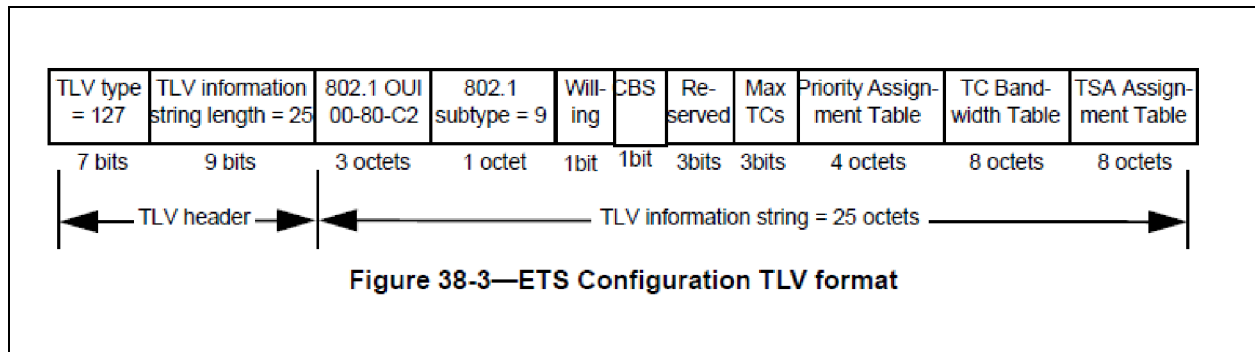 TLV type = 127
TLV information string length = 25
802.1 OUI 00-80-C2
802.1 subtype = 9
Will-ing
CBS
Re-served
Max TCs
Priority Assign-ment Table
TC Band-width Table
TSA Assign-ment Table
7 bits
9 bits
3 octets
1 octet
1bit
1bit
3bits
3bits
4 octets
8 octets
8 octets
TLV header
TLV information string = 25 octets
Figure 38-3—ETS Configuration TLV format